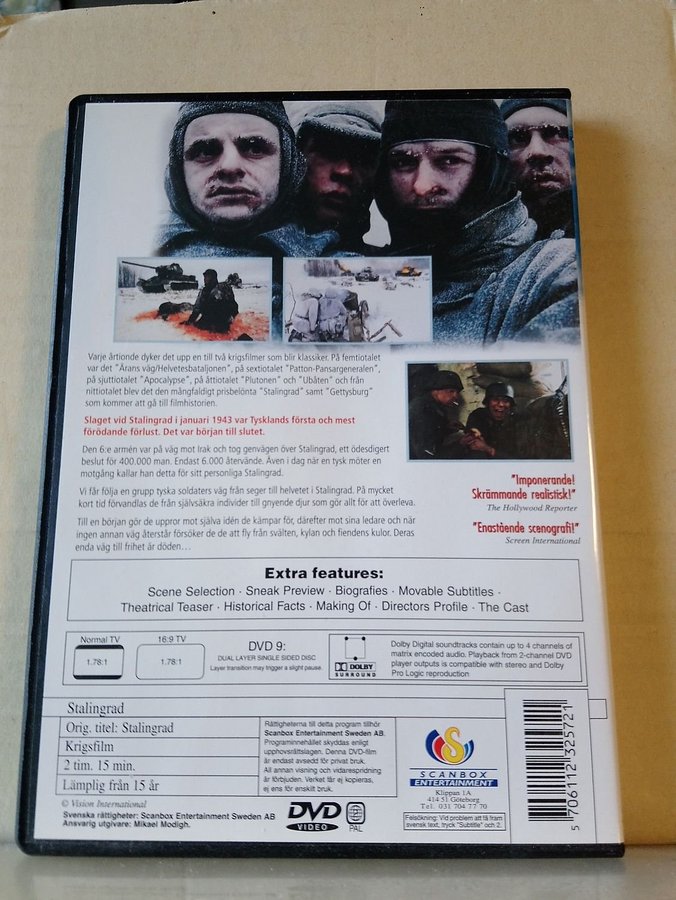 Varje årtionde dyker det upp en till två krigsfilmer som blir klassiker. På femtiotalet
var det "Ärans väg/Helvetesbataljonen", på sextiotalet "Patton-Pansargeneralen",
på sjuttiotalet "Apocalypse", på åttiotalet "Plutonen" och "Ubåten" och från
nittiotalet blev det den mångfaldigt prisbelönta "Stalingrad" samt "Gettysburg"
som kommer att gå till filmhistorien.
Slaget vid Stalingrad i januari 1943 var Tysklands första och mest
förödande förlust. Det var början till slutet.
Den 6:e armén var på väg mot Irak och tog genvägen över Stalingrad, ett ödesdigert
beslut för 400.000 man. Endast 6.000 återvände. Även i dag när en tysk möter en
motgång kallar han detta för sitt personliga Stalingrad.
Vi får följa en grupp tyska soldaters väg från seger till helvetet i Stalingrad. På mycket
kort tid förvandlas de från självsäkra individer till gnyende djur som gör allt för att överleva.
Till en början gör de uppror mot själva idén de kämpar för, därefter mot sina ledare och när
ingen annan väg återstår försöker de de att fly från svälten, kylan och fiendens kulor. Deras
enda väg till frihet är döden...
"Imponerande!
Skrämmande realistisk!"
The Hollywood Reporter
"Enastående scenografi!"
Screen International
Extra features:
Scene Selection · Sneak Preview · Biografies · Movable Subtitles ·
Theatrical Teaser · Historical Facts · Making Of · Directors Profile · The Cast
Normal TV
1.78:1
16:9 TV
1.78:1
DVD 9:
DUAL LAYER SINGLE SIDED DISC
Layer transition may trigger a slight pause.
DOLBY
SURROUND
Dolby Digital soundtracks contain up to 4 channels of
matrix encoded audio. Playback from 2-channel DVD
player outputs is compatible with stereo and Dolby
Pro Logic reproduction
Stalingrad
Orig. titel: Stalingrad
Krigsfilm
2 tim. 15 min.
Lämplig från 15 år
Rättigheterna till detta program tillhör
Scanbox Entertainment Sweden AB.
Programinnehållet skyddas enligt
upphovsrättslagen. Denna DVD-film
är endast avsedd för privat bruk.
All annan visning och vidarespridning
är förbjuden. Verket får ej kopieras,
ej ens för enskilt bruk.
SCANBOX
ENTERTAINMENT
Klippan 1A
414 51 Göteborg
Tel. 031 704 77 70
Felsökning: Vid problem att få fram
svensk text, tryck "Subtitle" och 2.
5 706112 325721
© Vision International
Svenska rättigheter: Scanbox Entertainment Sweden AB
Ansvarig utgivare: Mikael Modigh.
DVD
VIDEO
2
PAL